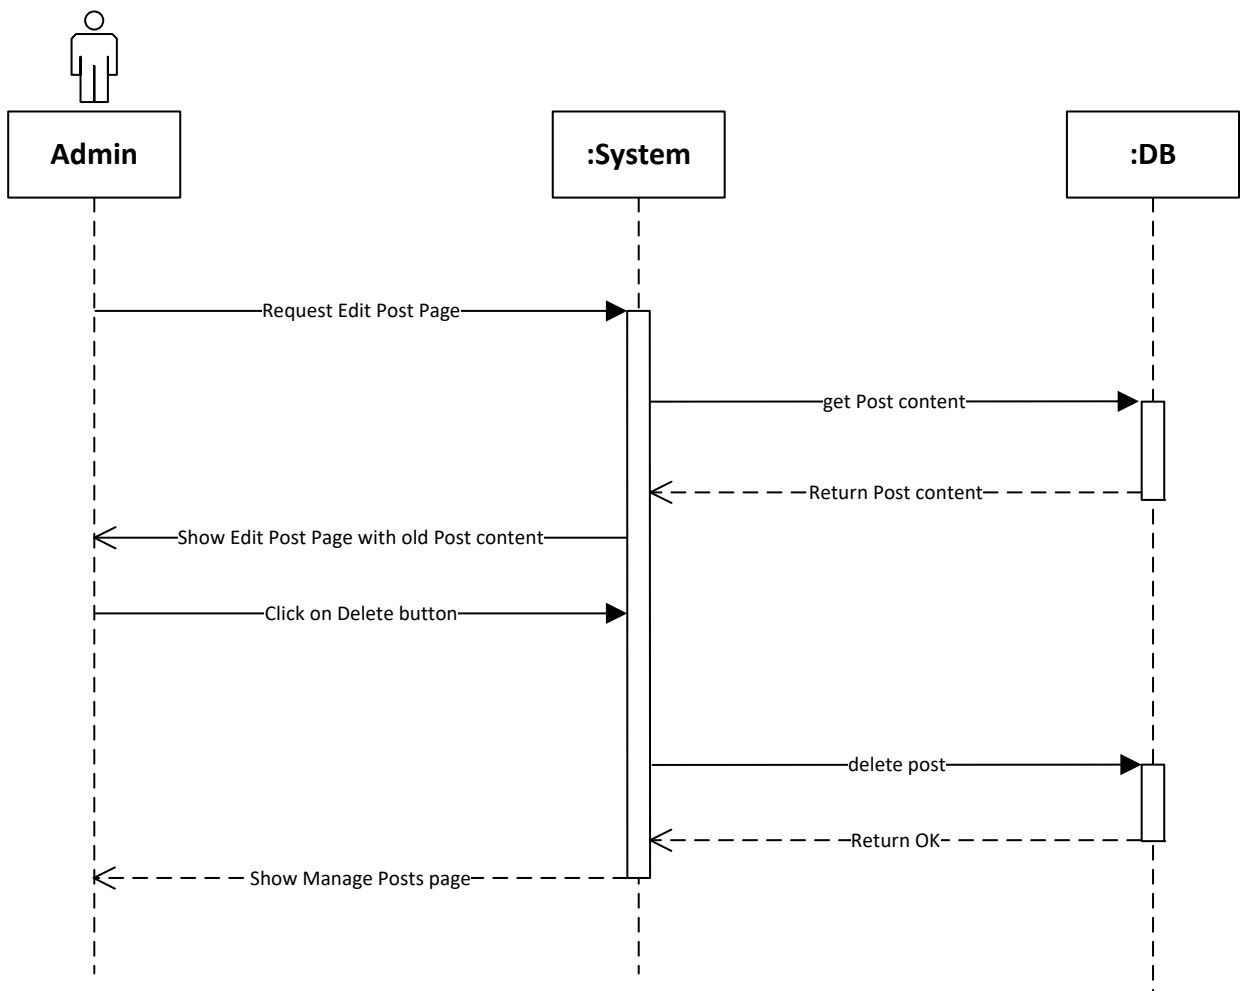 Admin
:System
:DB
Request Edit Post Page
get Post content
Return Post content
Show Edit Post Page with old Post content
Click on Delete button
delete post
Return OK
Show Manage Posts page